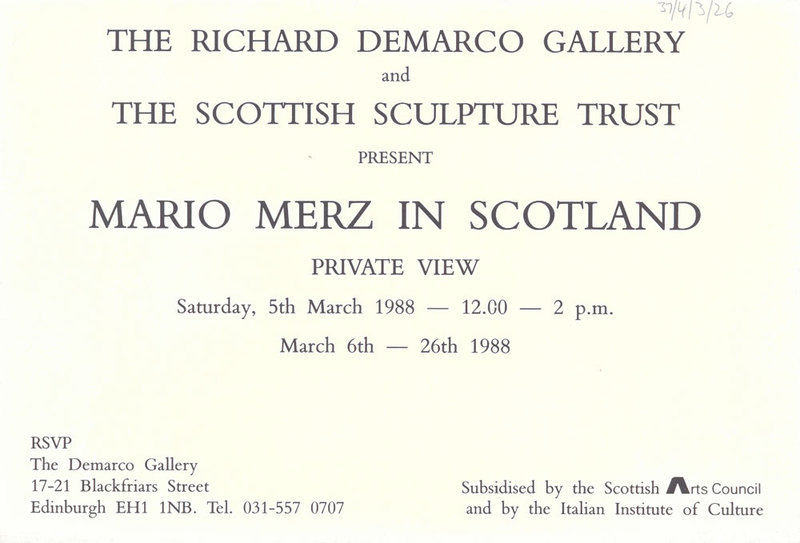 37/4/3/26
THE RICHARD DEMARCO GALLERY
and
THE SCOTTISH SCULPTURE TRUST
PRESENT
MARIO MERZ IN SCOTLAND
PRIVATE VIEW
Saturday, 5th March 1988 — 12.00 — 2 p.m.
March 6th — 26th 1988
RSVP
The Demarco Gallery
17-21 Blackfriars Street
Edinburgh EH1 1NB. Tel. 031-557 0707
Subsidised by the Scottish Arts Council
and by the Italian Institute of Culture